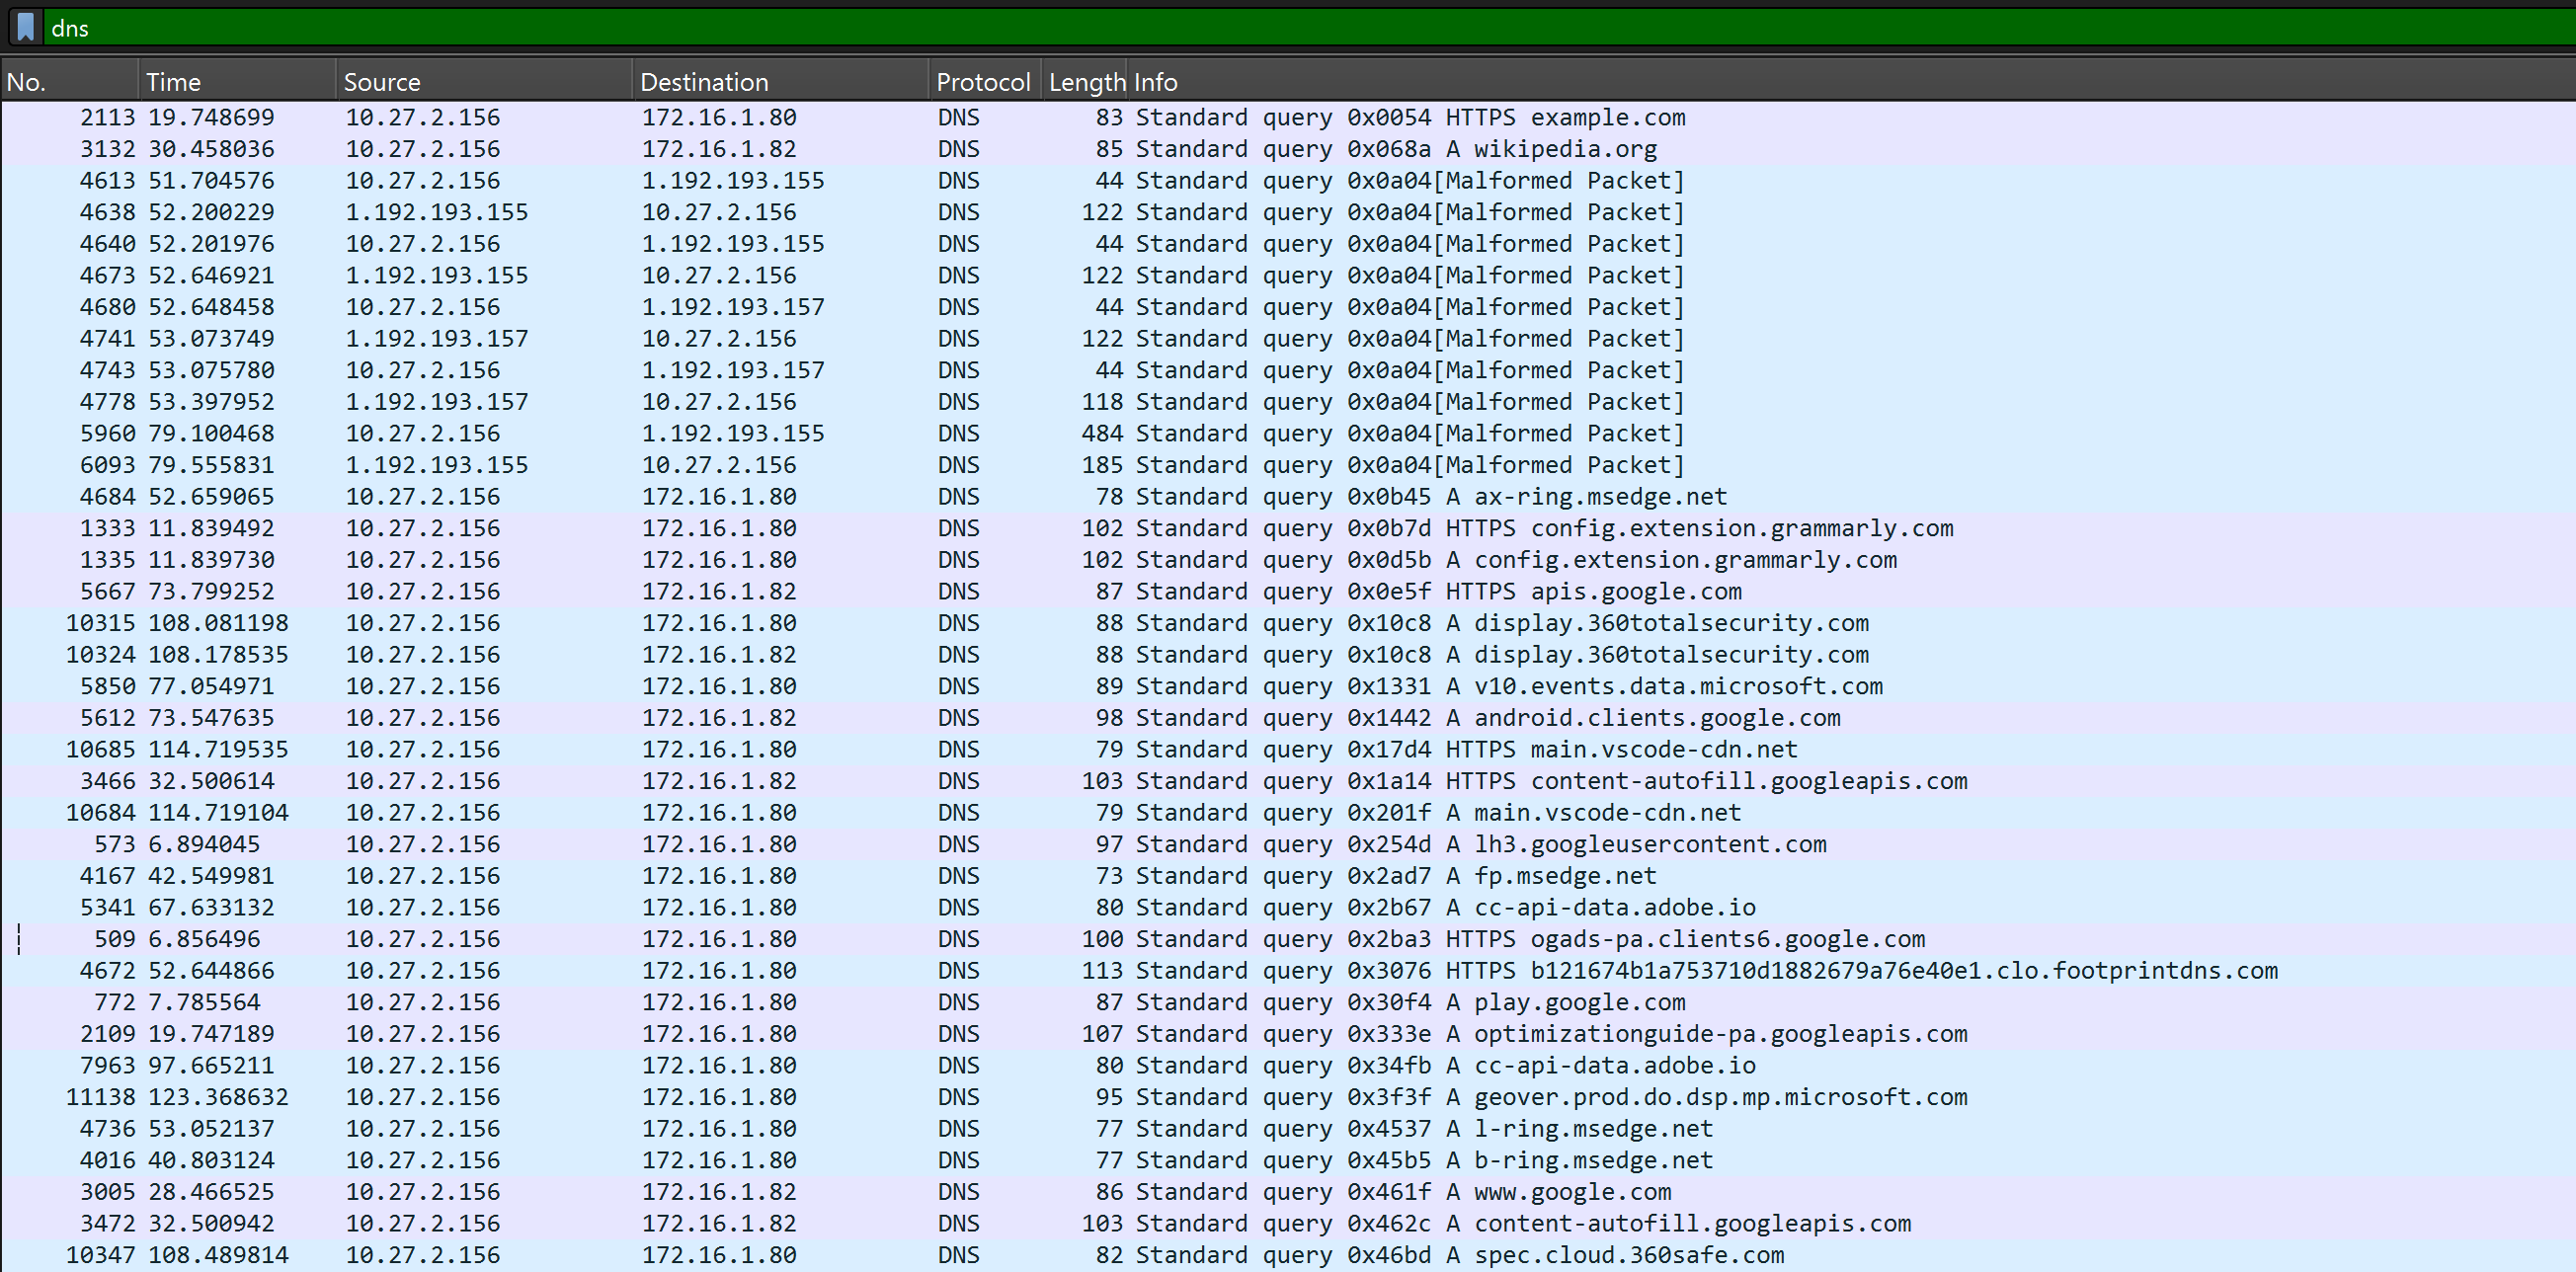 dns
No. Time Source Destination Protocol Length Info
2113 19.748699 10.27.2.156 172.16.1.80 DNS 83 Standard query 0x0054 HTTPS example.com
3132 30.458036 10.27.2.156 172.16.1.82 DNS 85 Standard query 0x068a A wikipedia.org
4613 51.704576 10.27.2.156 1.192.193.155 DNS 44 Standard query 0x0a04[Malformed Packet]
4638 52.200229 1.192.193.155 10.27.2.156 DNS 122 Standard query 0x0a04[Malformed Packet]
4640 52.201976 10.27.2.156 1.192.193.155 DNS 44 Standard query 0x0a04[Malformed Packet]
4673 52.646921 1.192.193.155 10.27.2.156 DNS 122 Standard query 0x0a04[Malformed Packet]
4680 52.648458 10.27.2.156 1.192.193.157 DNS 44 Standard query 0x0a04[Malformed Packet]
4741 53.073749 1.192.193.157 10.27.2.156 DNS 122 Standard query 0x0a04[Malformed Packet]
4743 53.075780 10.27.2.156 1.192.193.157 DNS 44 Standard query 0x0a04[Malformed Packet]
4778 53.397952 1.192.193.157 10.27.2.156 DNS 118 Standard query 0x0a04[Malformed Packet]
5960 79.100468 10.27.2.156 1.192.193.155 DNS 484 Standard query 0x0a04[Malformed Packet]
6093 79.555831 1.192.193.155 10.27.2.156 DNS 185 Standard query 0x0a04[Malformed Packet]
4684 52.659065 10.27.2.156 172.16.1.80 DNS 78 Standard query 0x0b45 A ax-ring.msedge.net
1333 11.839492 10.27.2.156 172.16.1.80 DNS 102 Standard query 0x0b7d HTTPS config.extension.grammarly.com
1335 11.839730 10.27.2.156 172.16.1.80 DNS 102 Standard query 0x0d5b A config.extension.grammarly.com
5667 73.799252 10.27.2.156 172.16.1.82 DNS 87 Standard query 0x0e5f HTTPS apis.google.com
10315 108.081198 10.27.2.156 172.16.1.80 DNS 88 Standard query 0x10c8 A display.360totalsecurity.com
10324 108.178535 10.27.2.156 172.16.1.82 DNS 88 Standard query 0x10c8 A display.360totalsecurity.com
5850 77.054971 10.27.2.156 172.16.1.80 DNS 89 Standard query 0x1331 A v10.events.data.microsoft.com
5612 73.547635 10.27.2.156 172.16.1.82 DNS 98 Standard query 0x1442 A android.clients.google.com
10685 114.719535 10.27.2.156 172.16.1.80 DNS 79 Standard query 0x17d4 HTTPS main.vscode-cdn.net
3466 32.500614 10.27.2.156 172.16.1.82 DNS 103 Standard query 0x1a14 HTTPS content-autofill.googleapis.com
10684 114.719104 10.27.2.156 172.16.1.80 DNS 79 Standard query 0x201f A main.vscode-cdn.net
573 6.894045 10.27.2.156 172.16.1.80 DNS 97 Standard query 0x254d A lh3.googleusercontent.com
4167 42.549981 10.27.2.156 172.16.1.80 DNS 73 Standard query 0x2ad7 A fp.msedge.net
5341 67.633132 10.27.2.156 172.16.1.80 DNS 80 Standard query 0x2b67 A cc-api-data.adobe.io
509 6.856496 10.27.2.156 172.16.1.80 DNS 100 Standard query 0x2ba3 HTTPS ogads-pa.clients6.google.com
4672 52.644866 10.27.2.156 172.16.1.80 DNS 113 Standard query 0x3076 HTTPS b121674b1a753710d1882679a76e40e1.clo.footprintdns.com
772 7.785564 10.27.2.156 172.16.1.80 DNS 87 Standard query 0x30f4 A play.google.com
2109 19.747189 10.27.2.156 172.16.1.80 DNS 107 Standard query 0x333e A optimizationguide-pa.googleapis.com
7963 97.665211 10.27.2.156 172.16.1.80 DNS 80 Standard query 0x34fb A cc-api-data.adobe.io
11138 123.368632 10.27.2.156 172.16.1.80 DNS 95 Standard query 0x3f3f A geover.prod.do.dsp.mp.microsoft.com
4736 53.052137 10.27.2.156 172.16.1.80 DNS 77 Standard query 0x4537 A l-ring.msedge.net
4016 40.803124 10.27.2.156 172.16.1.80 DNS 77 Standard query 0x45b5 A b-ring.msedge.net
3005 28.466525 10.27.2.156 172.16.1.82 DNS 86 Standard query 0x461f A www.google.com
3472 32.500942 10.27.2.156 172.16.1.82 DNS 103 Standard query 0x462c A content-autofill.googleapis.com
10347 108.489814 10.27.2.156 172.16.1.80 DNS 82 Standard query 0x46bd A spec.cloud.360safe.com